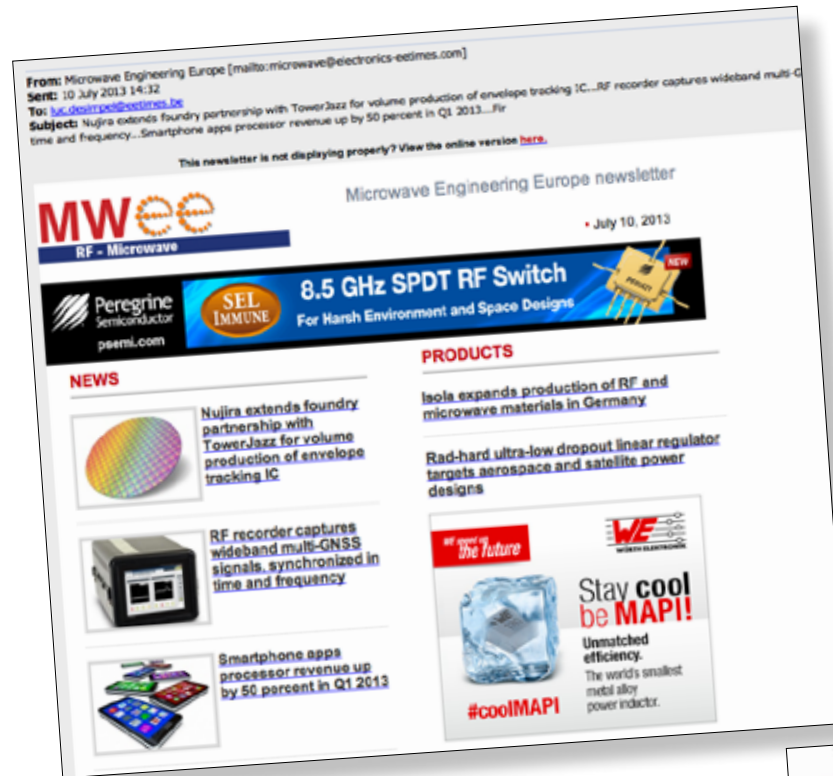 From: Microwave Engineering Europe [mailto:microwave@electronics-eetimes.com]
Sent: 10 July 2013 14:32
To: luc.desimpel@eetimes.be
Subject: Nujira extends foundry partnership with TowerJazz for volume production of envelope tracking IC...RF recorder captures wideband multi-G
time and frequency...Smartphone apps processor revenue up by 50 percent in Q1 2013....Fir
This newsletter is not displaying properly? View the online version here.
MWee
RF - Microwave
Microwave Engineering Europe newsletter
• July 10, 2013
Peregrine
Semiconductor
psemi.com
SEL
IMMUNE
8.5 GHz SPDT RF Switch
For Harsh Environment and Space Designs
NEW
NEWS
Nujira extends foundry
partnership with
TowerJazz for volume
production of envelope
tracking IC
RF recorder captures
wideband multi-GNSS
signals, synchronized in
time and frequency
Smartphone apps
processor revenue up
by 50 percent in Q1 2013
PRODUCTS
Isola expands production of RF and
microwave materials in Germany
Rad-hard ultra-low dropout linear regulator
targets aerospace and satellite power
designs
the future
WE
WÜRTH ELEKTRONIK
Stay cool
be MAPI!
Unmatched
efficiency.
The world's smallest
metal alloy
power inductor.
#coolMAPI